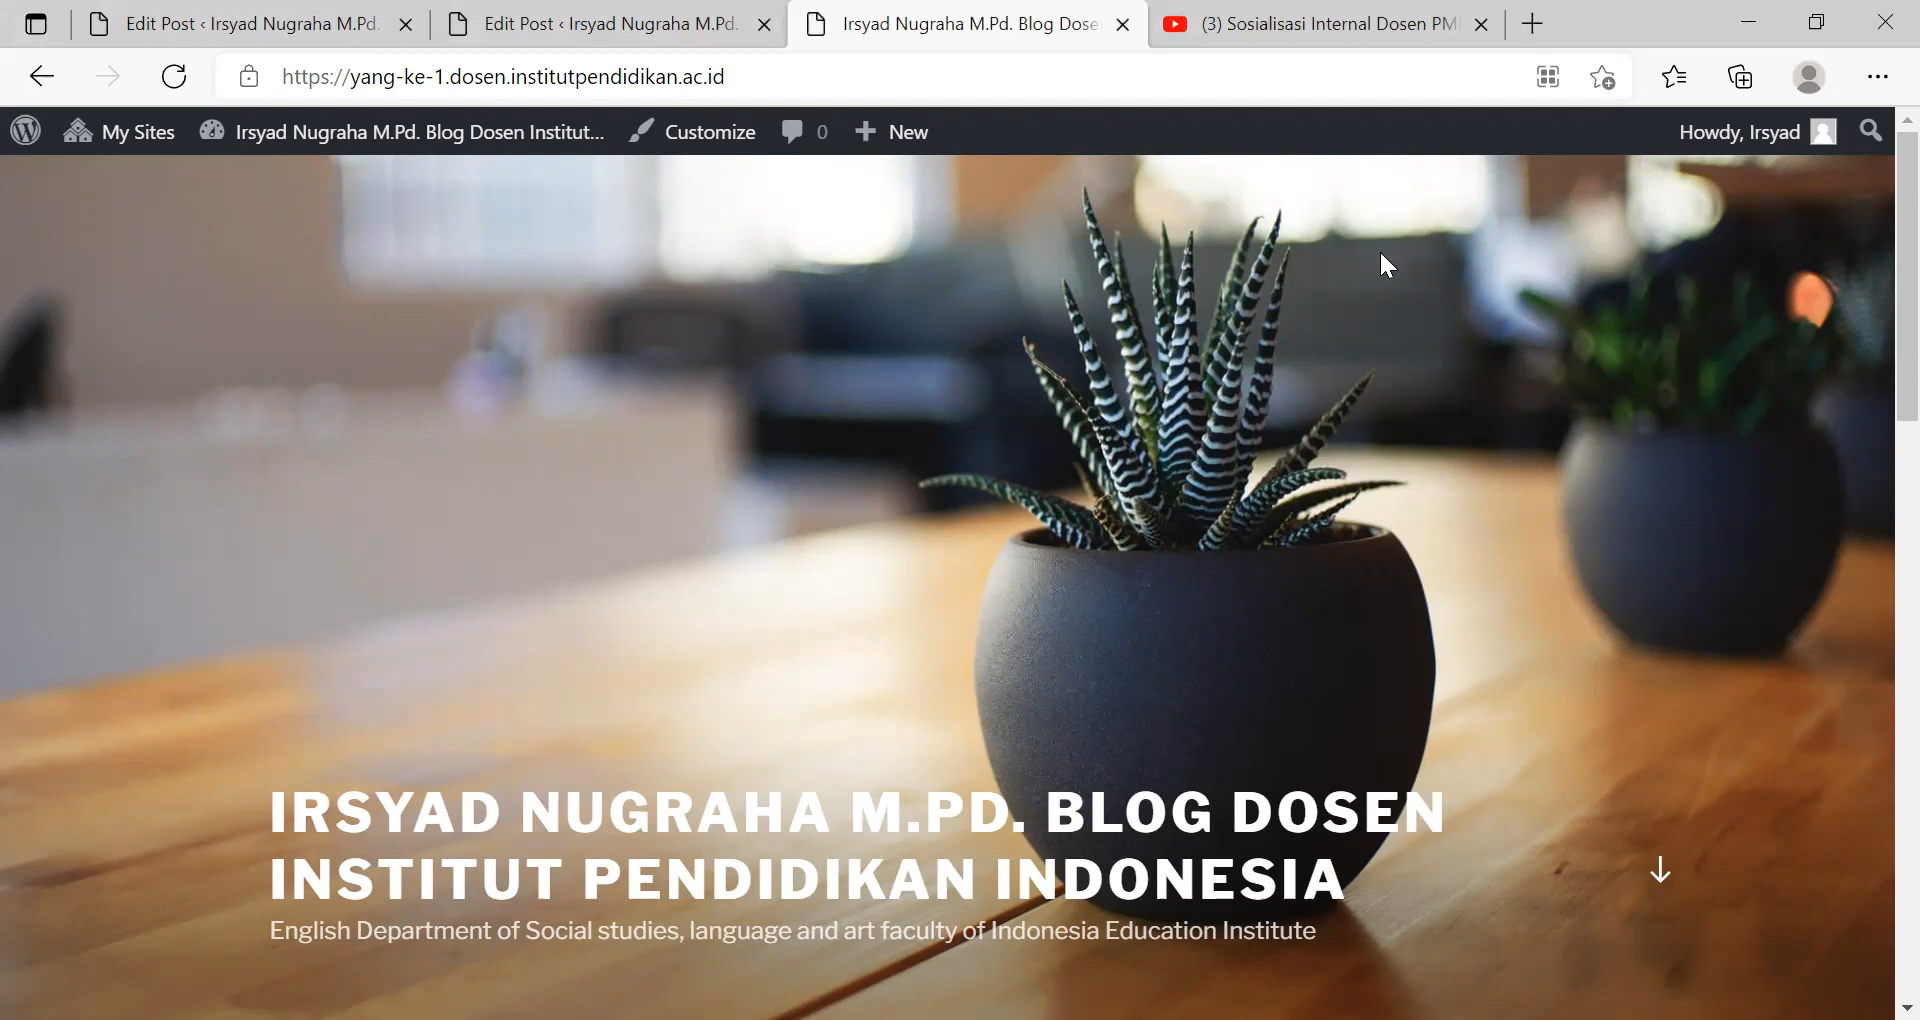 Edit Post ‹ Irsyad Nugraha M.Pd.
Edit Post ‹ Irsyad Nugraha M.Pd.
Irsyad Nugraha M.Pd. Blog Dose
(3) Sosialisasi Internal Dosen PM
https://yang-ke-1.dosen.institutpendidikan.ac.id
My Sites
Irsyad Nugraha M.Pd. Blog Dosen Institut...
Customize
0
New
Howdy, Irsyad
IRSYAD NUGRAHA M.PD. BLOG DOSEN
INSTITUT PENDIDIKAN INDONESIA
English Department of Social studies, language and art faculty of Indonesia Education Institute